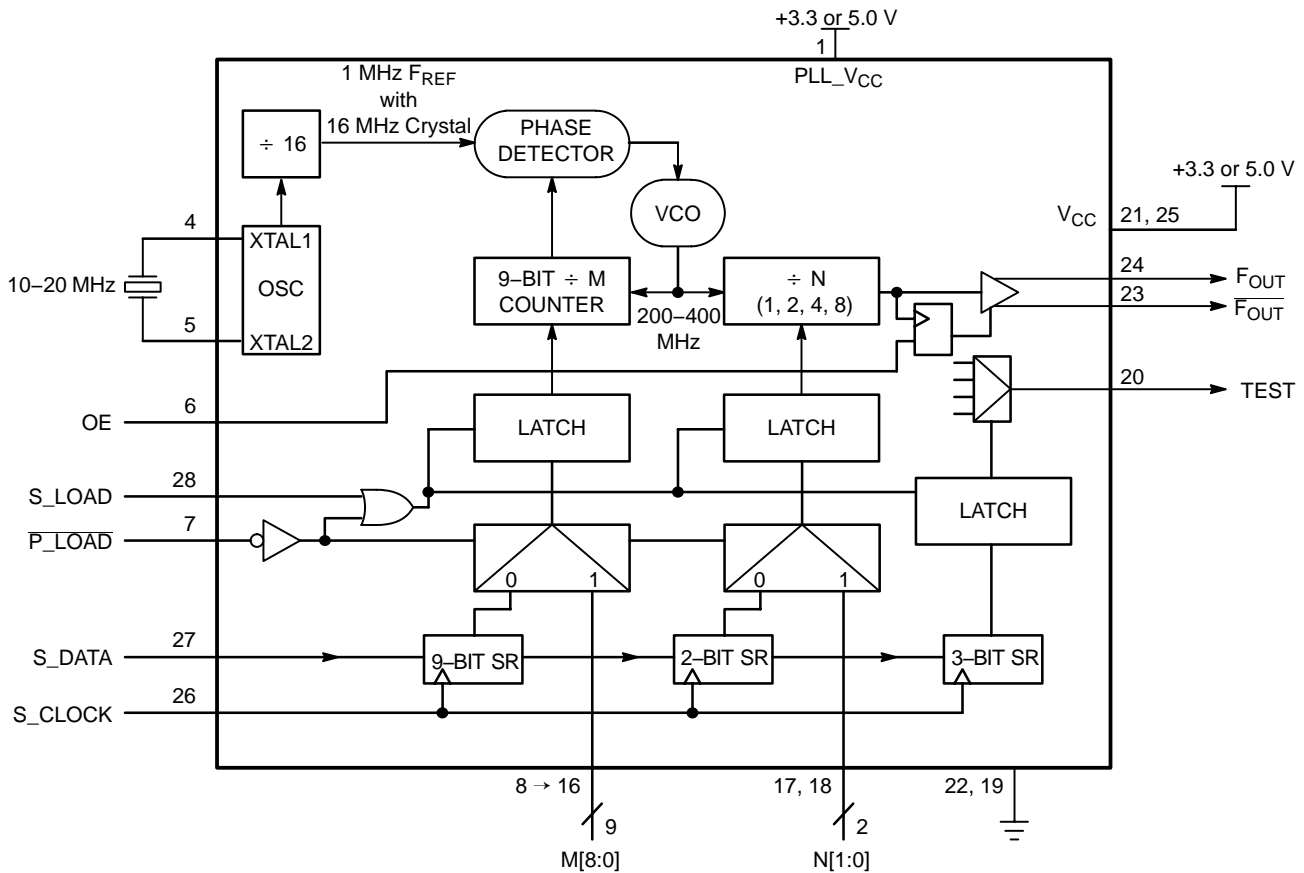 +3.3 or 5.0 V
1
PLL_VCC
1 MHz FREF
with
16 MHz Crystal
÷ 16
PHASE
DETECTOR
VCO
+3.3 or 5.0 V
VCC
21, 25
4
XTAL1
10–20 MHz
OSC
5
XTAL2
9–BIT ÷ M
COUNTER
200–400
MHz
÷ N
(1, 2, 4, 8)
24
FOUT
23
FOUT
20
TEST
6
OE
LATCH
LATCH
28
S_LOAD
LATCH
7
P_LOAD
0
1
0
1
27
S_DATA
9–BIT SR
2–BIT SR
3–BIT SR
26
S_CLOCK
8 → 16
17, 18
22, 19
9
2
M[8:0]
N[1:0]